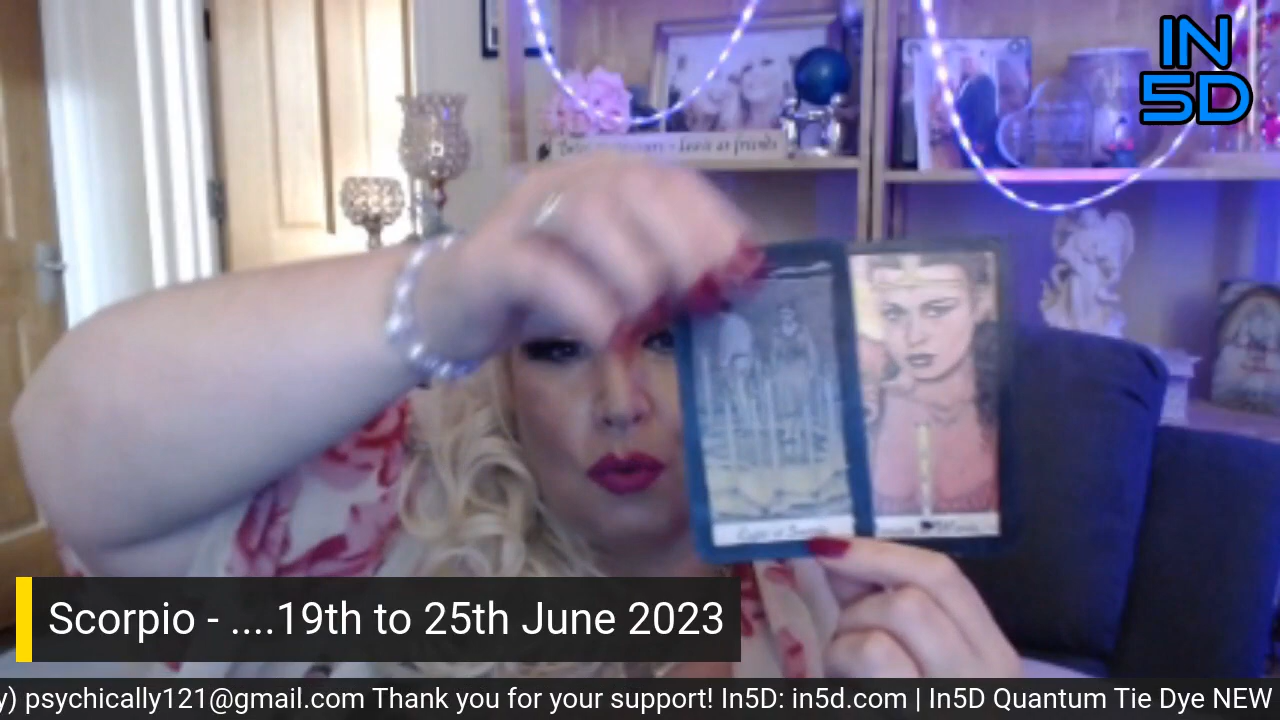 IN
5D
Scorpio - ....19th to 25th June 2023
y) psychically121@gmail.com Thank you for your support! In5D: in5d.com | In5D Quantum Tie Dye NEW